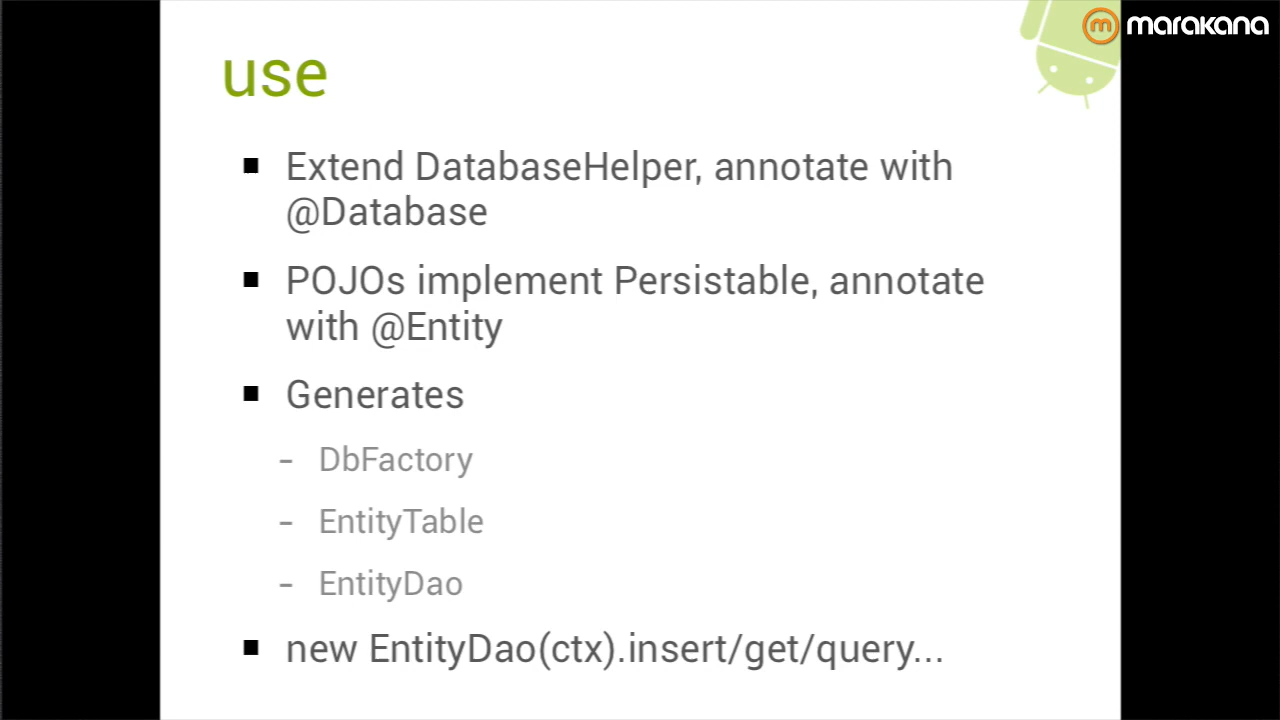 marakana
use
Extend DatabaseHelper, annotate with
@Database
POJOs implement Persistable, annotate
with @Entity
Generates
- DbFactory
- EntityTable
- EntityDao
new EntityDao(ctx).insert/get/query...